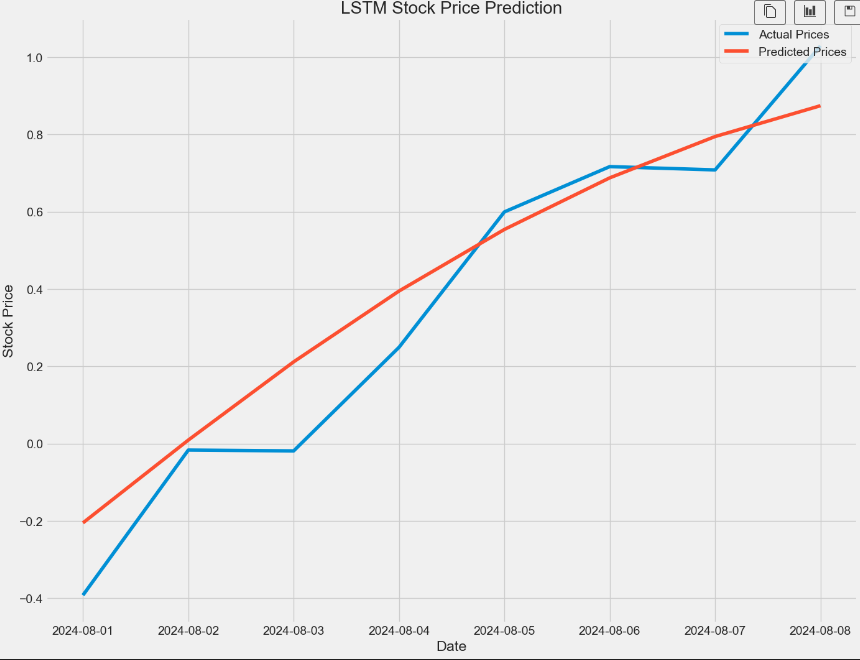 LSTM Stock Price Prediction
Actual Prices
Predicted Prices
Stock Price
1.0
0.8
0.6
0.4
0.2
0.0
−0.2
−0.4
2024-08-01 2024-08-02 2024-08-03 2024-08-04 2024-08-05 2024-08-06 2024-08-07 2024-08-08
Date